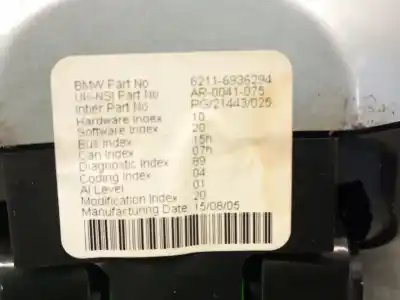 BMW Part No 6211-6936294
UK-NSI Part No AR-0041-075
Intier Part No PG/21443/025
Hardware Index 10
Software Index 20
Bus Index 15h
Can Index 07h
Diagnostic Index 89
Coding Index 04
AI Level 01
Modification Index 20
Manufacturing Date 15/08/05